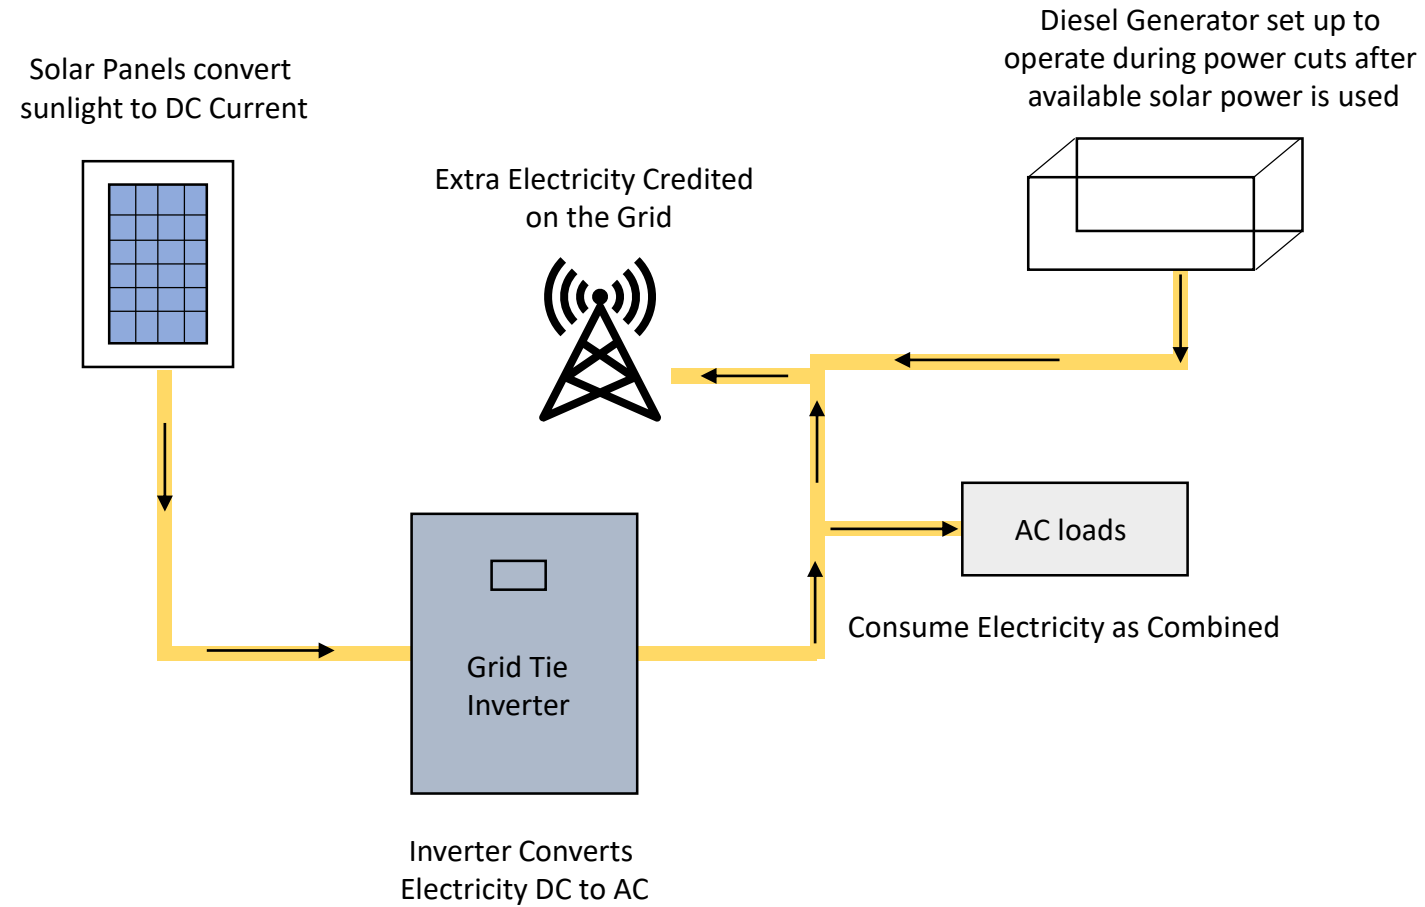 Solar Panels convert
sunlight to DC Current
Extra Electricity Credited
on the Grid
Diesel Generator set up to
operate during power cuts after
available solar power is used
Grid Tie
Inverter
AC loads
Consume Electricity as Combined
Inverter Converts
Electricity DC to AC